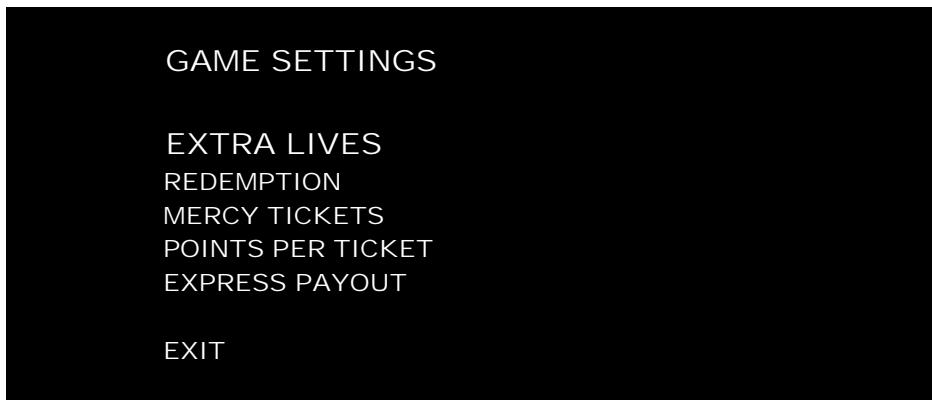 GAME SETTINGS
EXTRA LIVES
REDEMPTION
MERCY TICKETS
POINTS PER TICKET
EXPRESS PAYOUT
EXIT